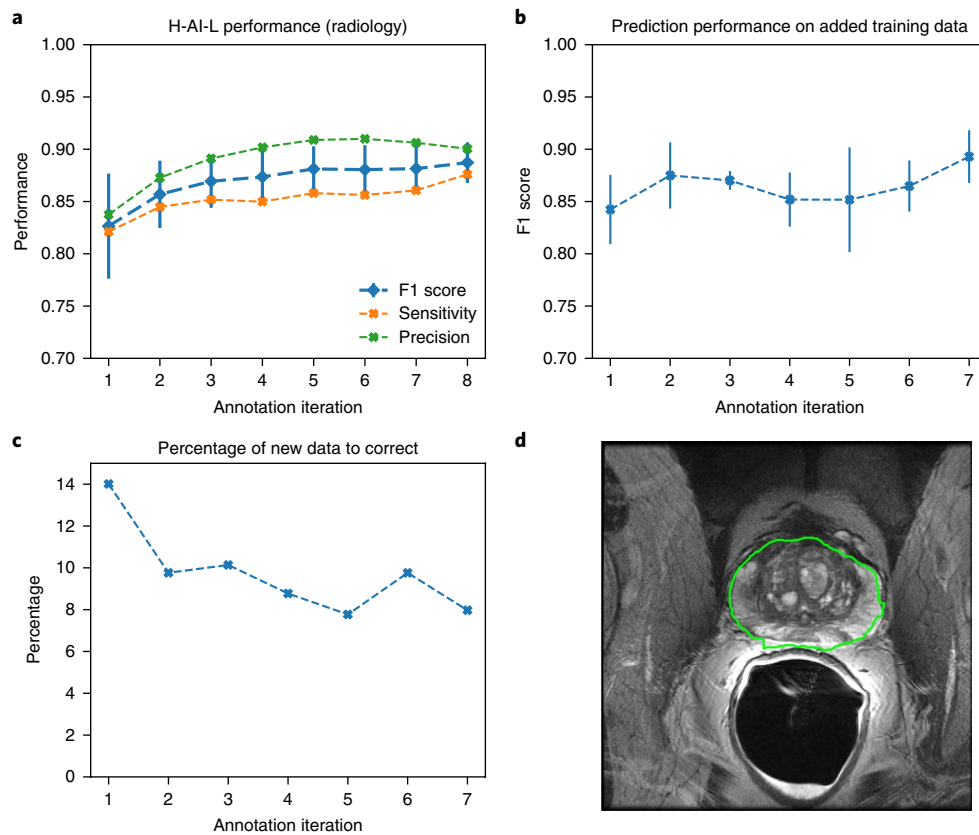 a
H-AI-L performance (radiology)
1.00
0.95
0.90
0.85
0.80
0.75
0.70
Performance
F1 score
Sensitivity
Precision
1 2 3 4 5 6 7 8
Annotation iteration
b
Prediction performance on added training data
1.00
0.95
0.90
0.85
0.80
0.75
0.70
F1 score
1 2 3 4 5 6 7
Annotation iteration
c
Percentage of new data to correct
14
12
10
8
6
4
2
0
Percentage
1 2 3 4 5 6 7
Annotation iteration
d